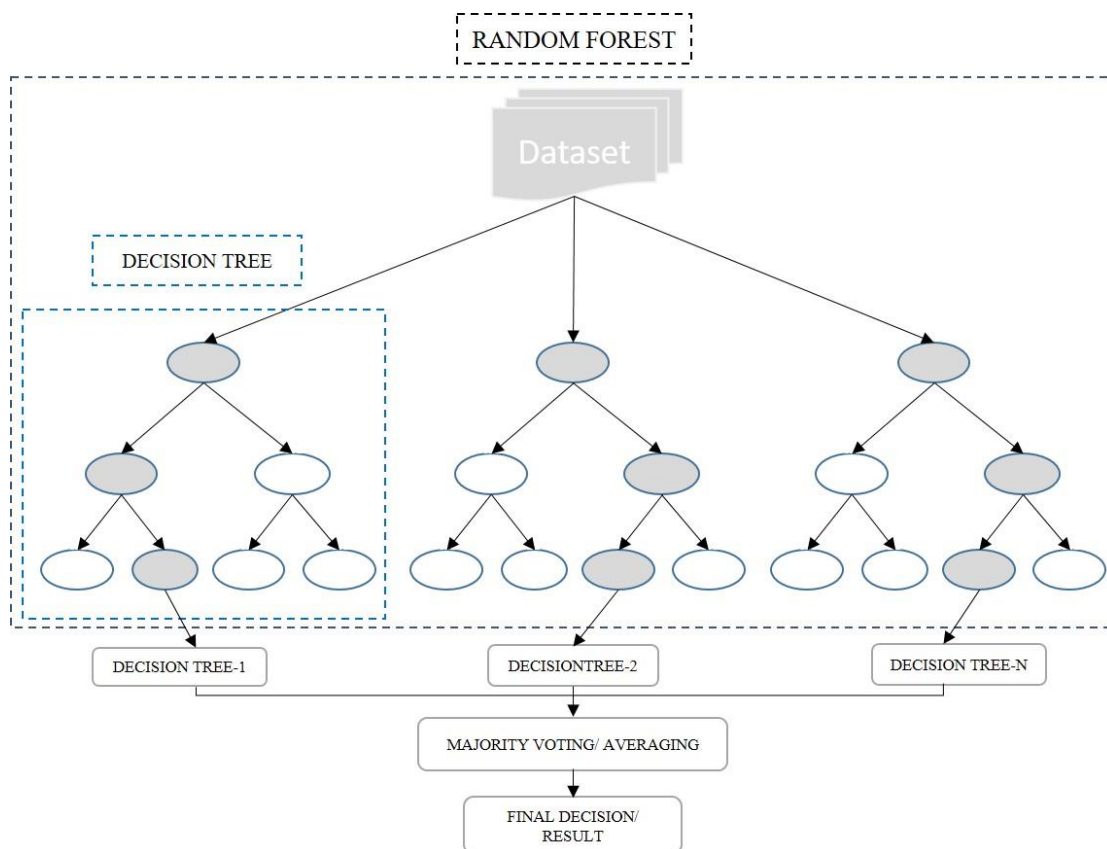 RANDOM FOREST
Dataset
DECISION TREE
DECISION TREE-1
DECISIONTREE-2
DECISION TREE-N
MAJORITY VOTING/ AVERAGING
FINAL DECISION/
RESULT